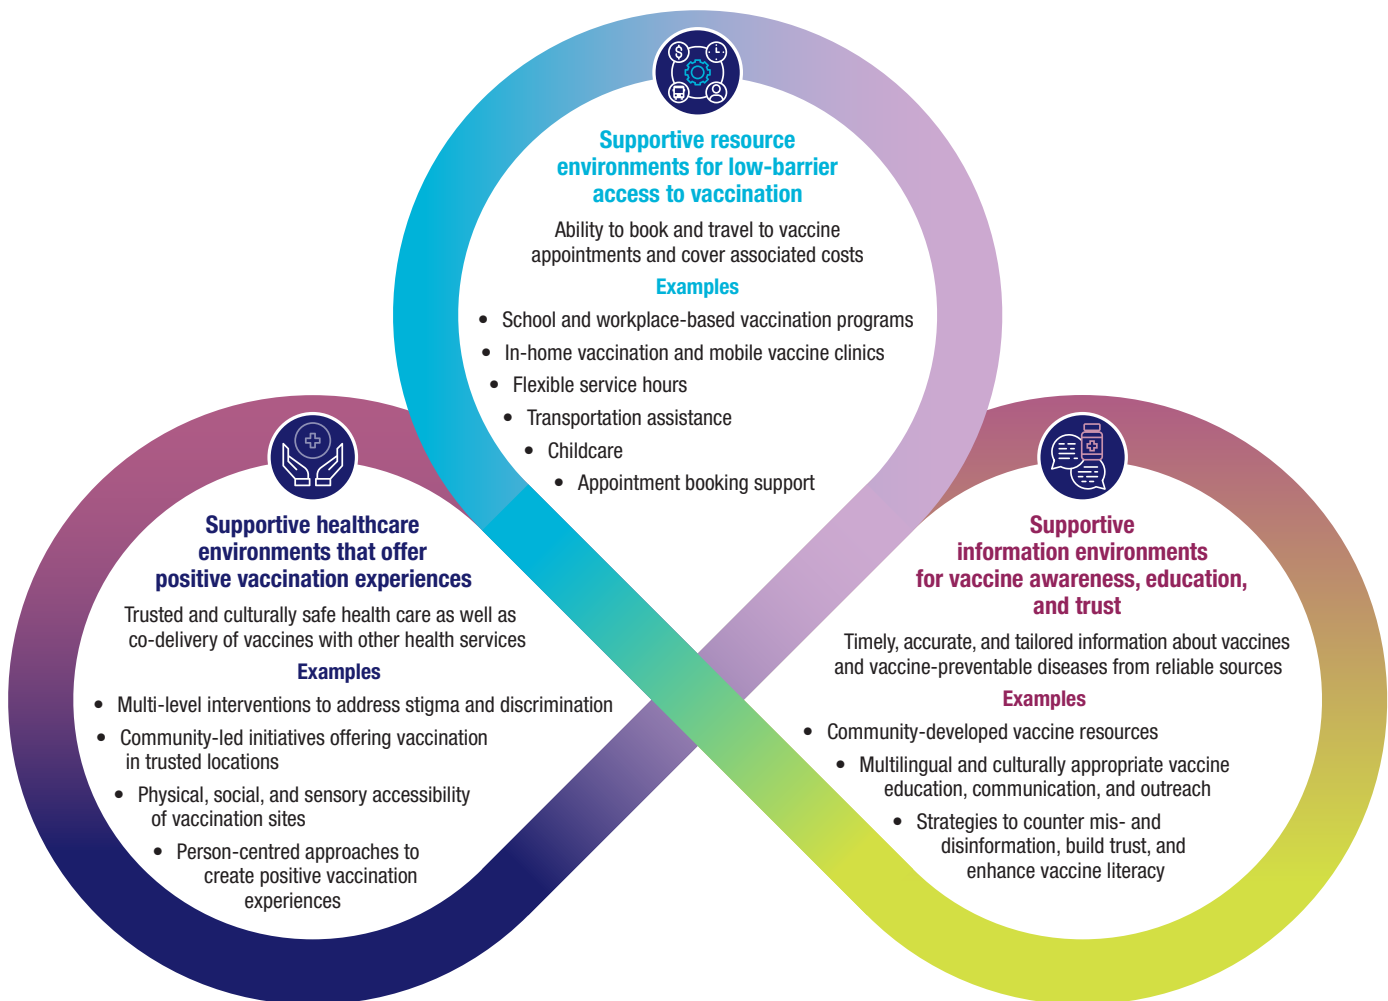 Supportive resource
environments for low-barrier
access to vaccination
Ability to book and travel to vaccine
appointments and cover associated costs
Examples
• School and workplace-based vaccination programs
• In-home vaccination and mobile vaccine clinics
• Flexible service hours
• Transportation assistance
• Childcare
• Appointment booking support
Supportive healthcare
environments that offer
positive vaccination experiences
Trusted and culturally safe health care as well as
co-delivery of vaccines with other health services
Examples
• Multi-level interventions to address stigma and discrimination
• Community-led initiatives offering vaccination
in trusted locations
• Physical, social, and sensory accessibility
of vaccination sites
• Person-centred approaches to
create positive vaccination
experiences
Supportive
information environments
for vaccine awareness, education,
and trust
Timely, accurate, and tailored information about vaccines
and vaccine-preventable diseases from reliable sources
Examples
• Community-developed vaccine resources
• Multilingual and culturally appropriate vaccine
education, communication, and outreach
• Strategies to counter mis- and
disinformation, build trust, and
enhance vaccine literacy